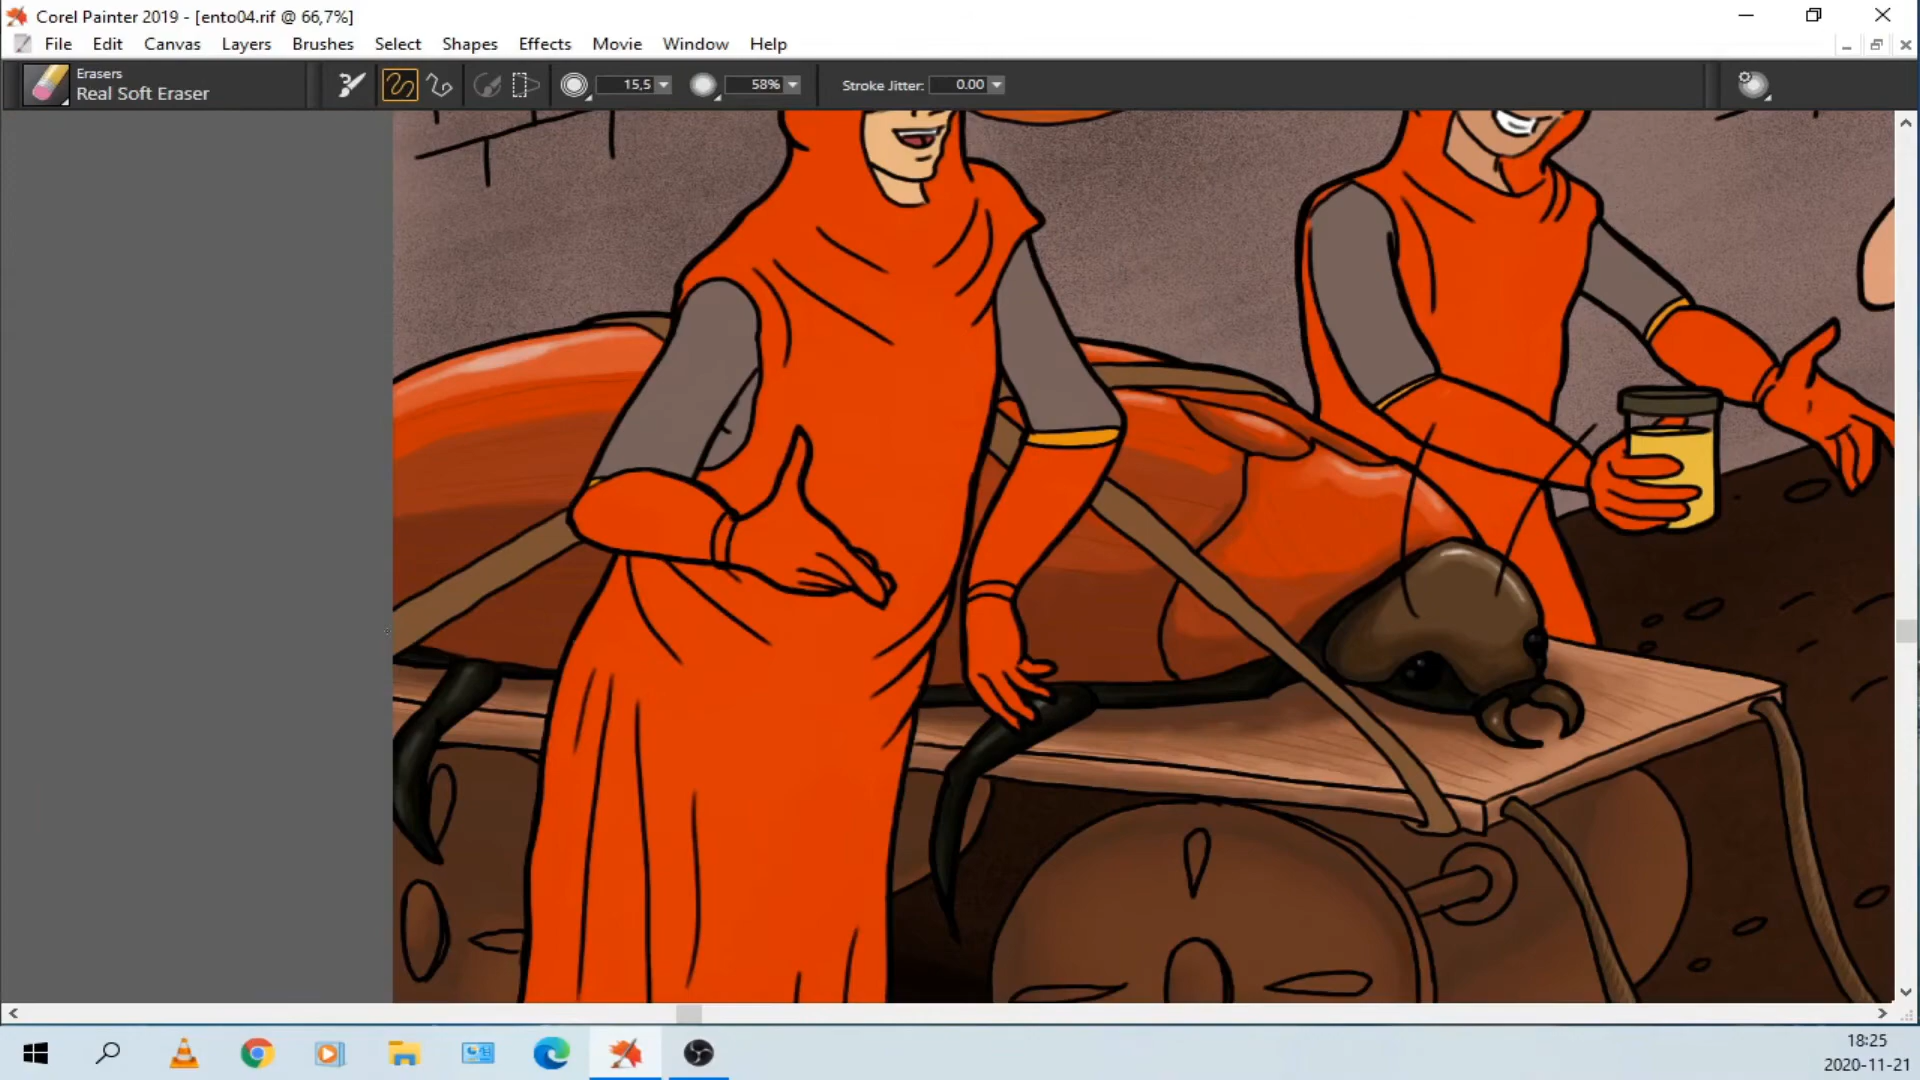 Corel Painter 2019 - [ento04.rif @ 66,7%]
File Edit Canvas Layers Brushes Select Shapes Effects Movie Window Help
Erasers
Real Soft Eraser
15,5
58%
Stroke Jitter: 0.00
18:25
2020-11-21